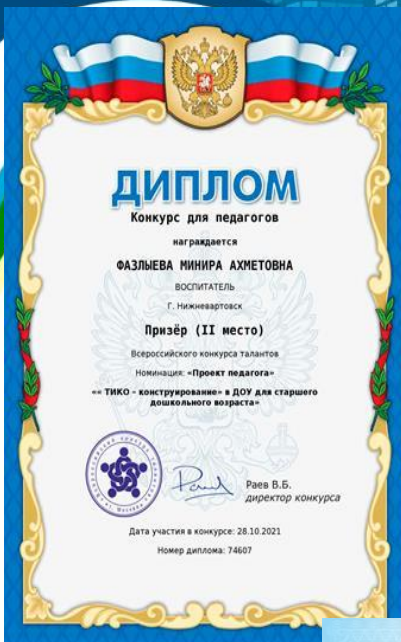 ДИПЛОМ
Конкурс для педагогов
награждается
ФАЗЛЫЕВА МИНИРА АХМЕТОВНА
ВОСПИТАТЕЛЬ
Г. Нижневартовск
Призёр (II место)
Всероссийского конкурса талантов
Номинация: «Проект педагога»
«« ТИКО – конструирование» в ДОУ для старшего
дошкольного возраста»
Раев В.Б.
директор конкурса
Дата участия в конкурсе: 28.10.2021
Номер диплома: 74607